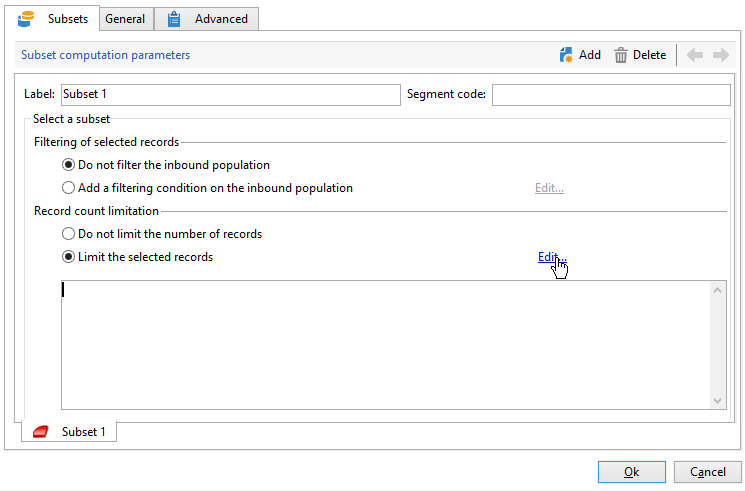 Subsets General Advanced
Subset computation parameters Add Delete
Label: Subset 1 Segment code:
Select a subset
Filtering of selected records
Do not filter the inbound population
Add a filtering condition on the inbound population Edit...
Record count limitation
Do not limit the number of records
Limit the selected records Edit...
Subset 1
Ok Cancel